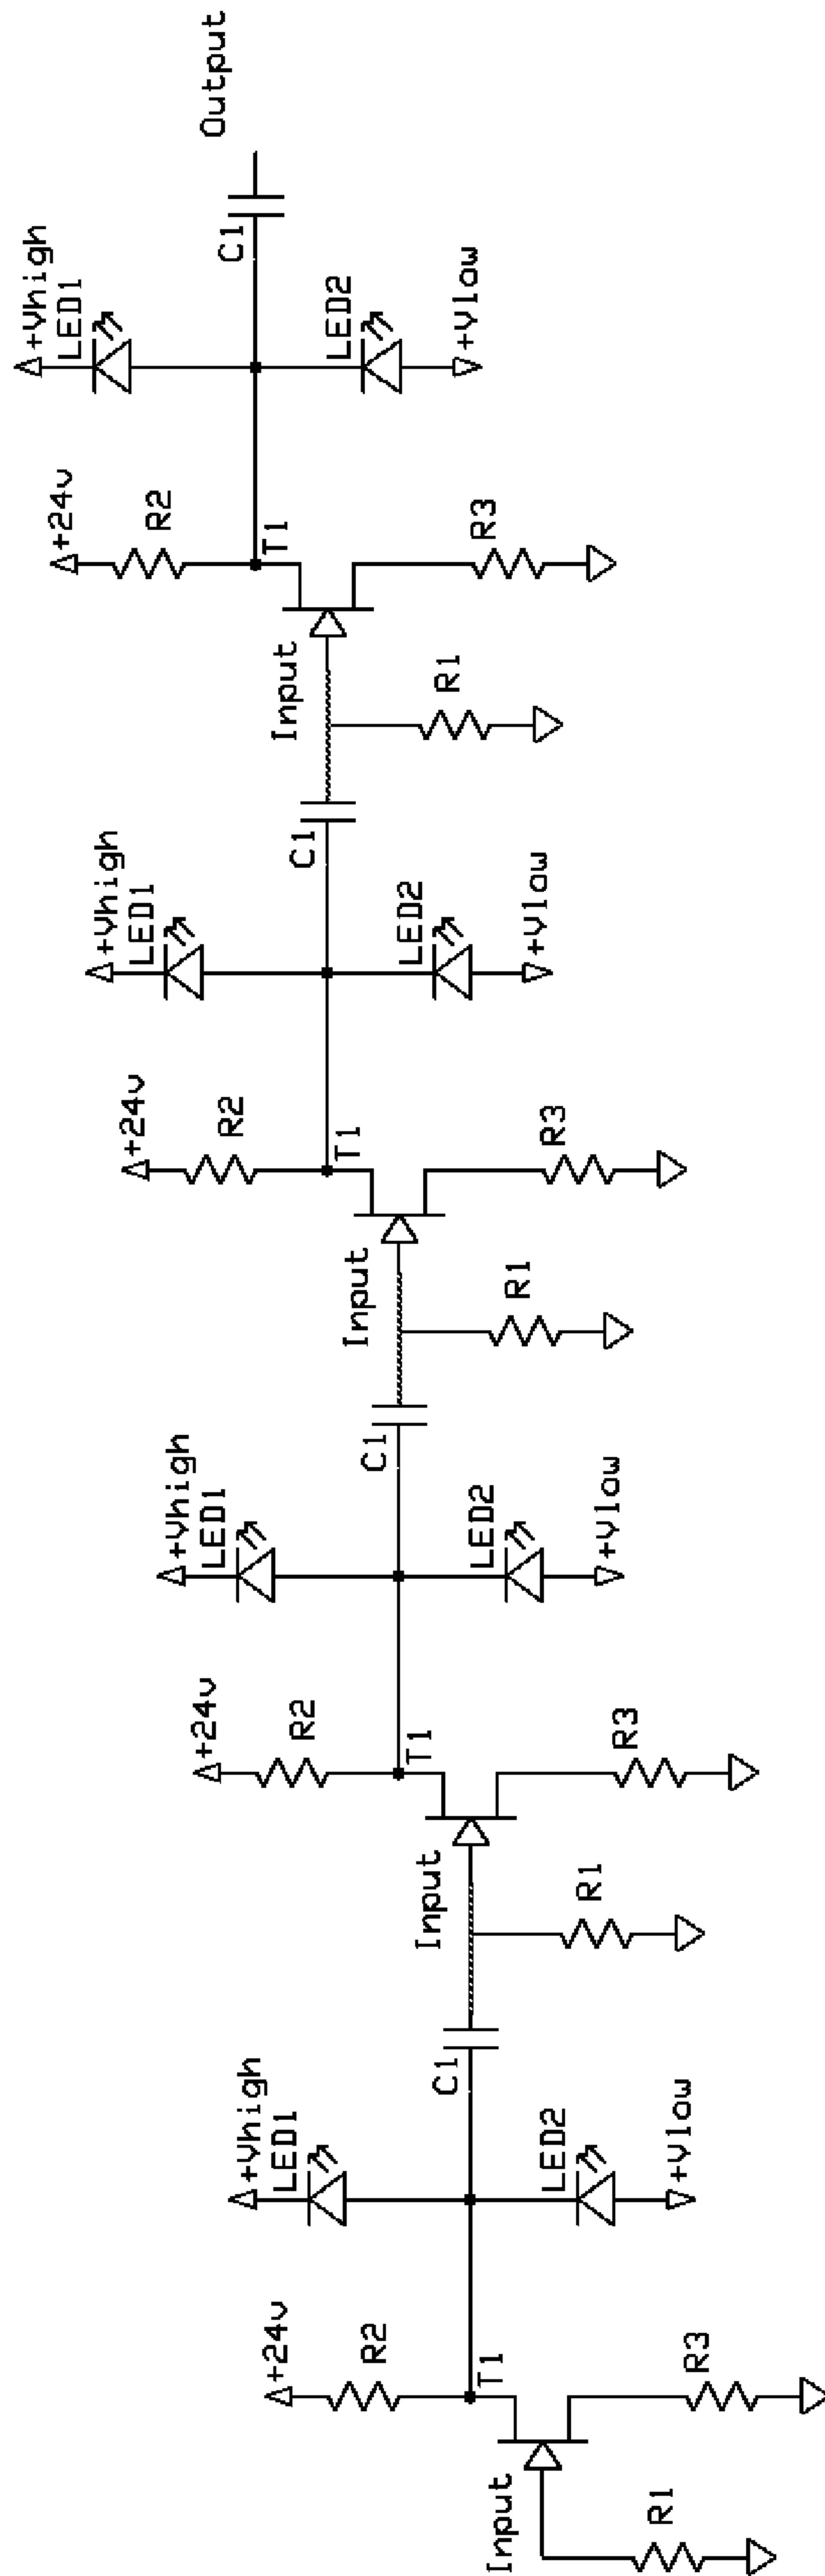 Input
R1
+24v
R2
T1
R3
+Vhigh
LED1
LED2
+Vlow
C1
Input
R1
+24v
R2
T1
R3
+Vhigh
LED1
LED2
+Vlow
C1
Input
R1
+24v
R2
T1
R3
+Vhigh
LED1
LED2
+Vlow
C1
Input
R1
+24v
R2
T1
R3
+Vhigh
LED1
LED2
+Vlow
C1
Output